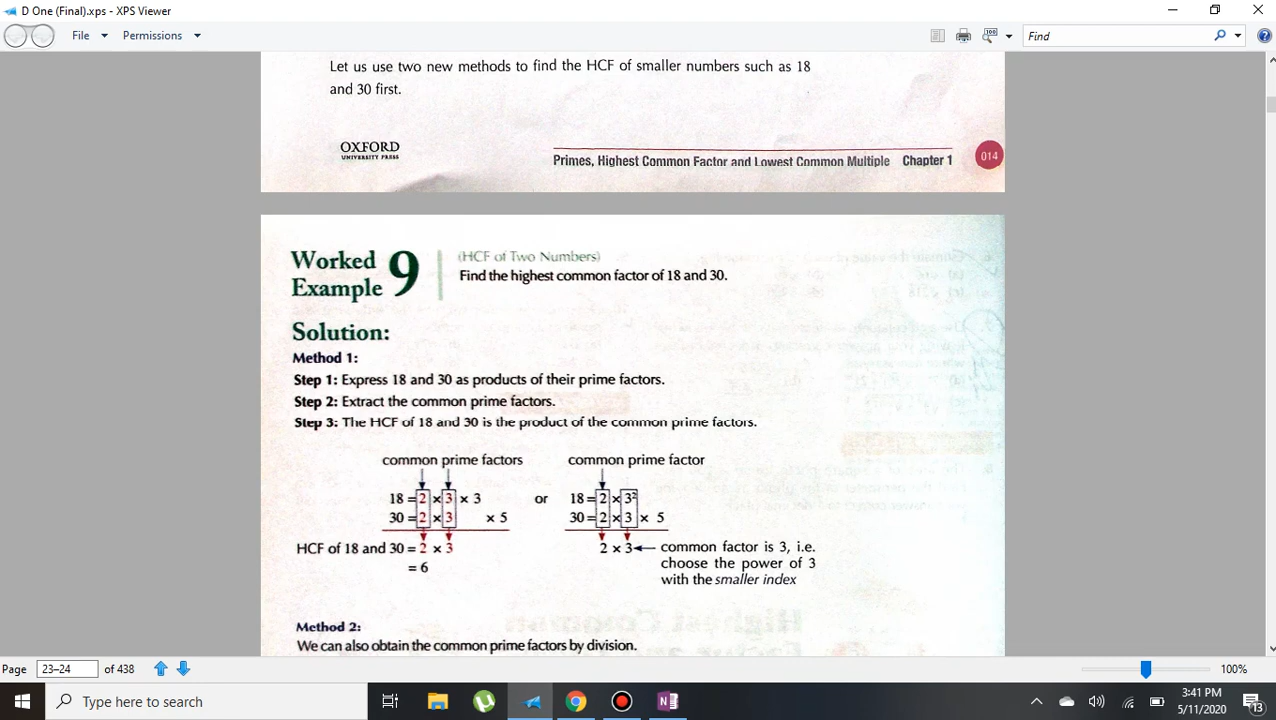 D One (Final).xps - XPS Viewer
File Permissions
Find
Let us use two new methods to find the HCF of smaller numbers such as 18
and 30 first.
OXFORD
UNIVERSITY PRESS
Primes, Highest Common Factor and Lowest Common Multiple Chapter 1 014
Worked Example 9
(HCF of Two Numbers)
Find the highest common factor of 18 and 30.
Solution:
Method 1:
Step 1: Express 18 and 30 as products of their prime factors.
Step 2: Extract the common prime factors.
Step 3: The HCF of 18 and 30 is the product of the common prime factors.
common prime factors common prime factor
18 = 2 × 3 × 3 or 18 = 2 × 3²
30 = 2 × 3 × 5 30 = 2 × 3 × 5
HCF of 18 and 30 = 2 × 3 2 × 3 common factor is 3, i.e.
= 6 choose the power of 3
with the smaller index
Method 2:
We can also obtain the common prime factors by division.
Page 23–24 of 438 100%
Type here to search
3:41 PM
5/11/2020
13